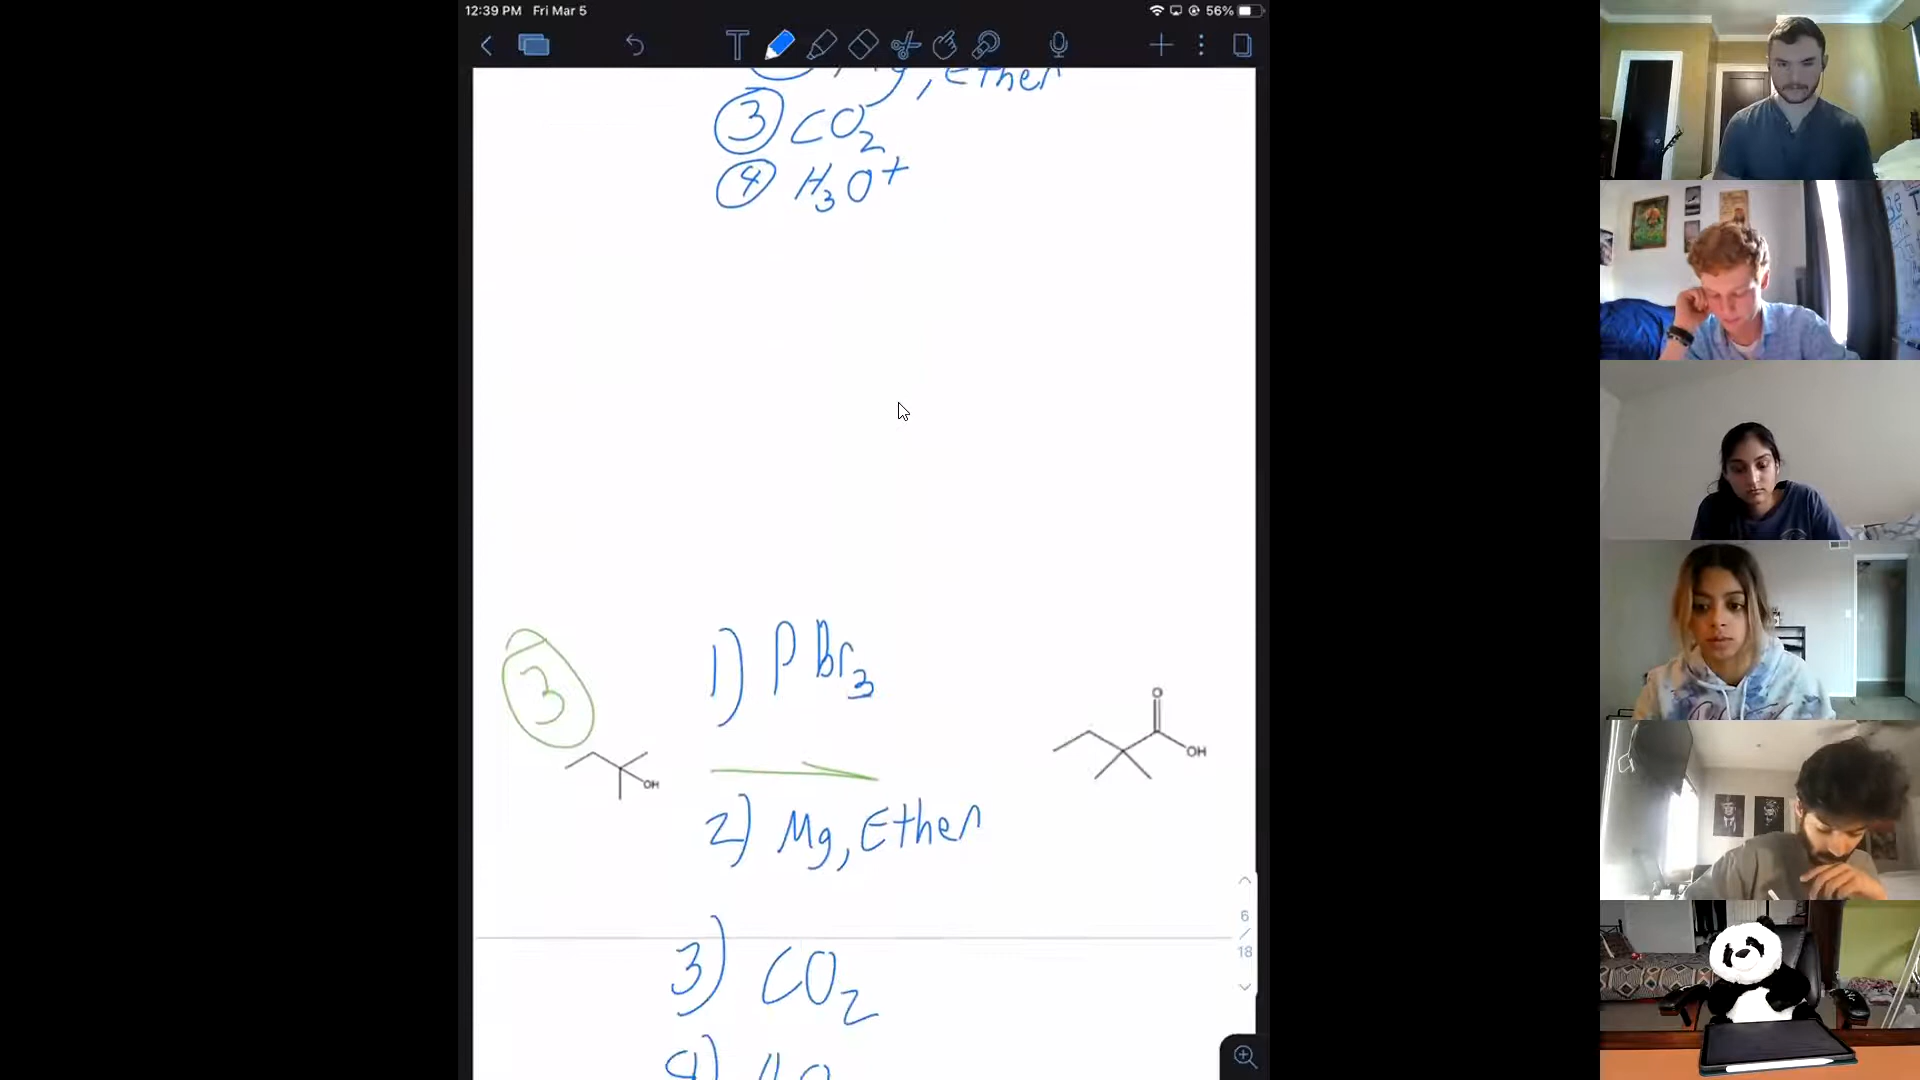 12:39 PM Fri Mar 5
56%
T
, Ether
③ CO2
④ H3O+
3
1) PBr3
O
OH
OH
2) Mg, Ether
6
/
18
3) CO2